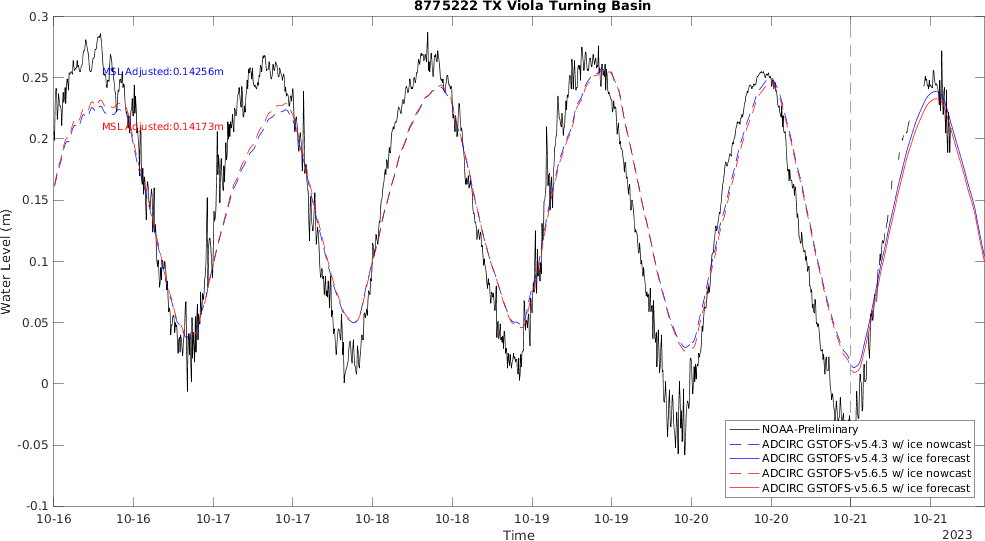 8775222 TX Viola Turning Basin
0.3
0.25
0.2
0.15
0.1
0.05
0
-0.05
-0.1
Water Level (m)
MSL Adjusted:0.14256m
MSL Adjusted:0.14173m
NOAA-Preliminary
ADCIRC GSTOFS-v5.4.3 w/ ice nowcast
ADCIRC GSTOFS-v5.4.3 w/ ice forecast
ADCIRC GSTOFS-v5.6.5 w/ ice nowcast
ADCIRC GSTOFS-v5.6.5 w/ ice forecast
10-16 10-16 10-17 10-17 10-18 10-18 10-19 10-19 10-20 10-20 10-21 10-21
2023
Time